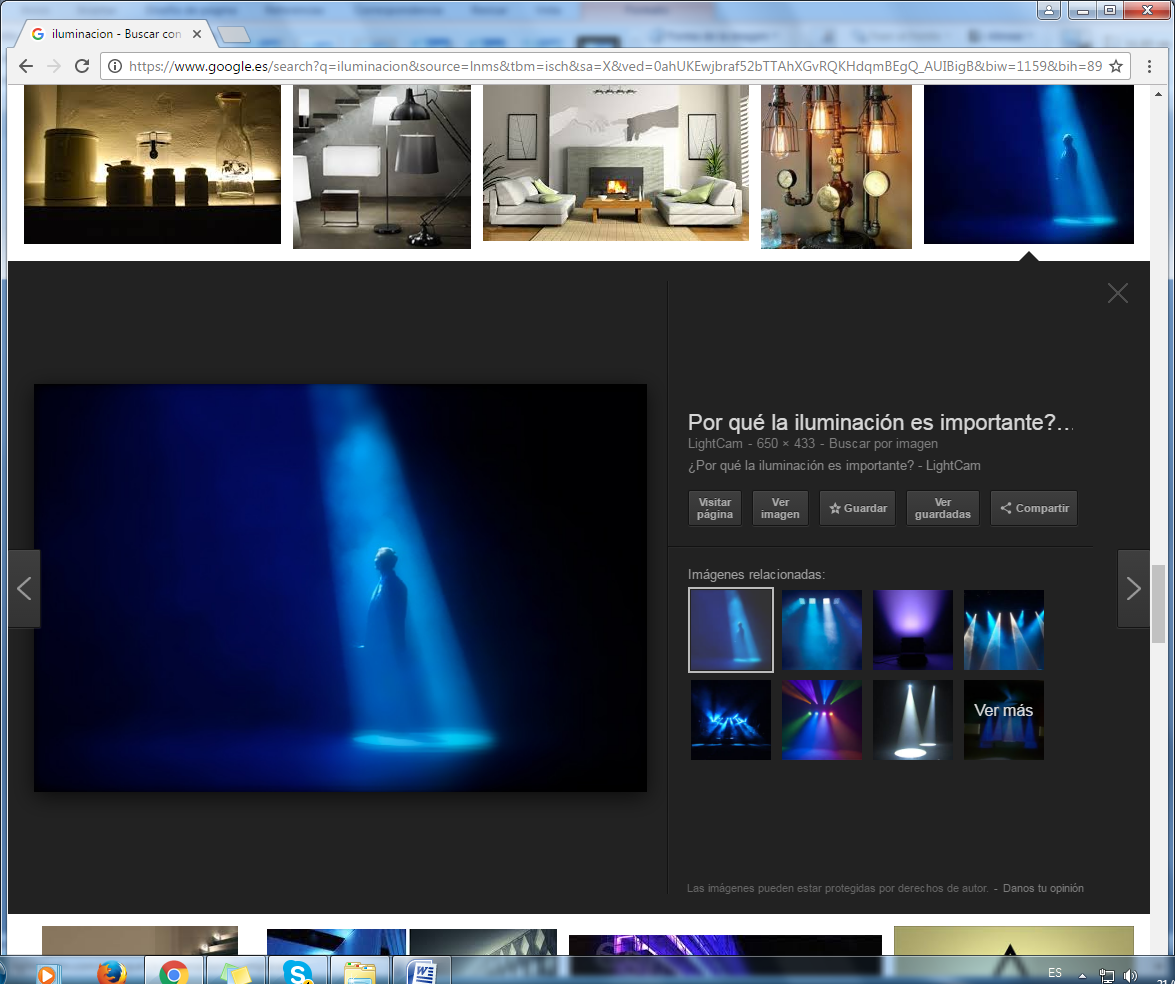 iluminacion - Buscar con
https://www.google.es/search?q=iluminacion&source=lnms&tbm=isch&sa=X&ved=0ahUKEwjbraf52bTTAhXGvRQKHdqmBEgQ_AUIBigB&biw=1159&bih=89
Por qué la iluminación es importante?...
LightCam - 650 × 433 - Buscar por imagen
¿Por qué la iluminación es importante? - LightCam
Visitar página
Ver imagen
Guardar
Ver guardadas
Compartir
Imágenes relacionadas:
Ver más
Las imágenes pueden estar protegidas por derechos de autor. - Danos tu opinión
ES